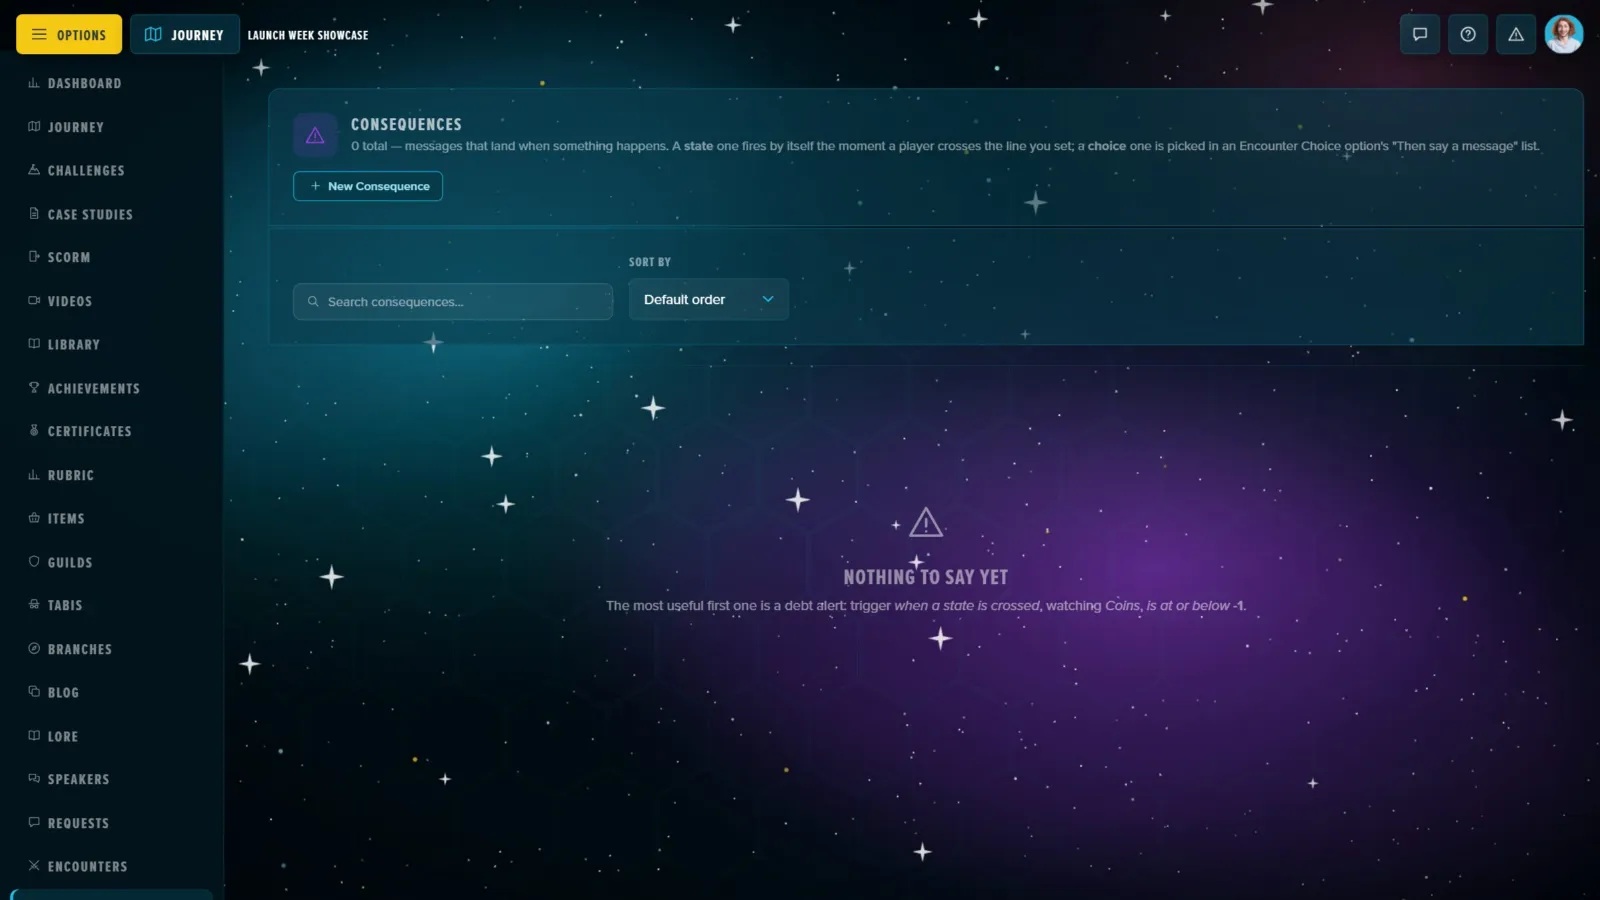 OPTIONS
JOURNEY
LAUNCH WEEK SHOWCASE
DASHBOARD
JOURNEY
CHALLENGES
CASE STUDIES
SCORM
VIDEOS
LIBRARY
ACHIEVEMENTS
CERTIFICATES
RUBRIC
ITEMS
GUILDS
TABIS
BRANCHES
BLOG
LORE
SPEAKERS
REQUESTS
ENCOUNTERS
CONSEQUENCES
0 total — messages that land when something happens. A state one fires by itself the moment a player crosses the line you set; a choice one is picked in an Encounter Choice option's "Then say a message" list.
New Consequence
SORT BY
Search consequences...
Default order
NOTHING TO SAY YET
The most useful first one is a debt alert: trigger when a state is crossed, watching Coins, is at or below -1.